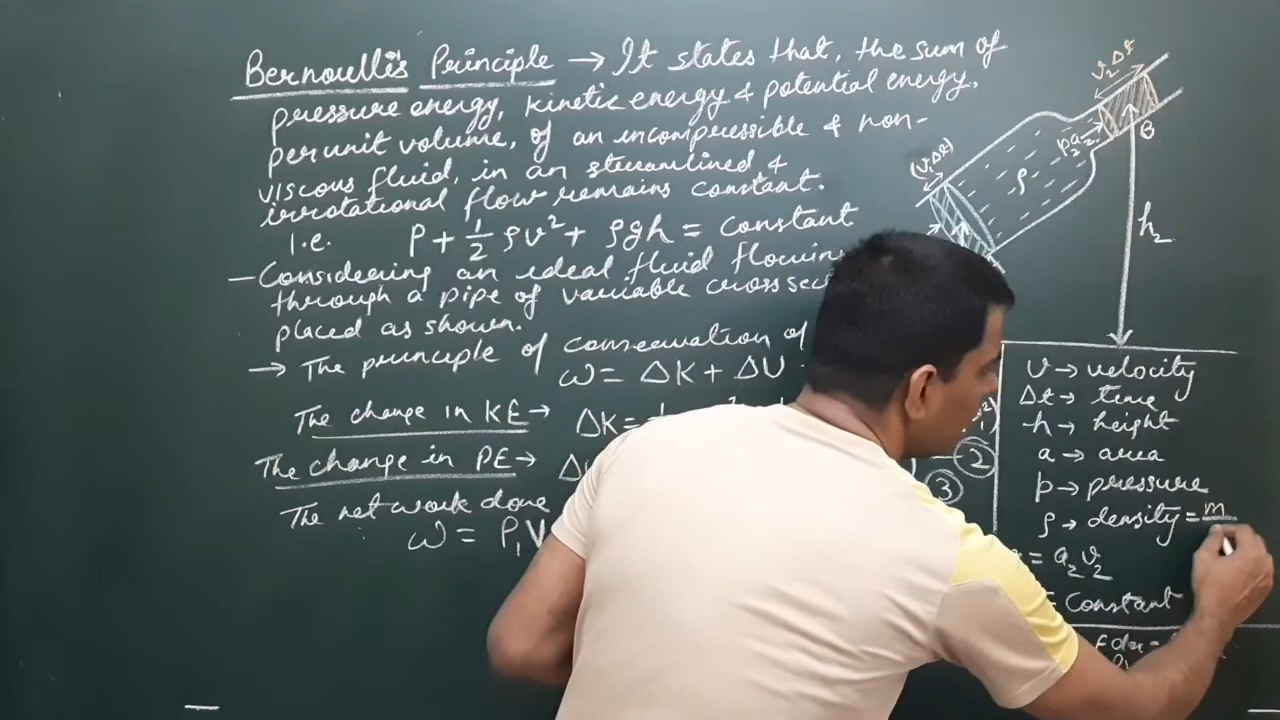 Bernoulli's Principle → It states that, the sum of
pressure energy, kinetic energy & potential energy,
per unit volume, of an incompressible & non-
viscous fluid, in an streamlined &
irrotational flow remains constant.
i.e. P + 1/2 ρv² + ρgh = Constant
— Considering an ideal fluid flowing
through a pipe of variable cross
placed as shown.
→ The principle of conservation of
W = ΔK + ΔU
The change in KE → ΔK =
The change in PE →
The net work done
W = P₁V
(v₁Δt)
v₂Δt
p₂a₂
B
ρ
h₂
②
③
v → velocity
Δt → time
h → height
a → area
p → pressure
ρ → density = m
= a₂v₂
= Constant